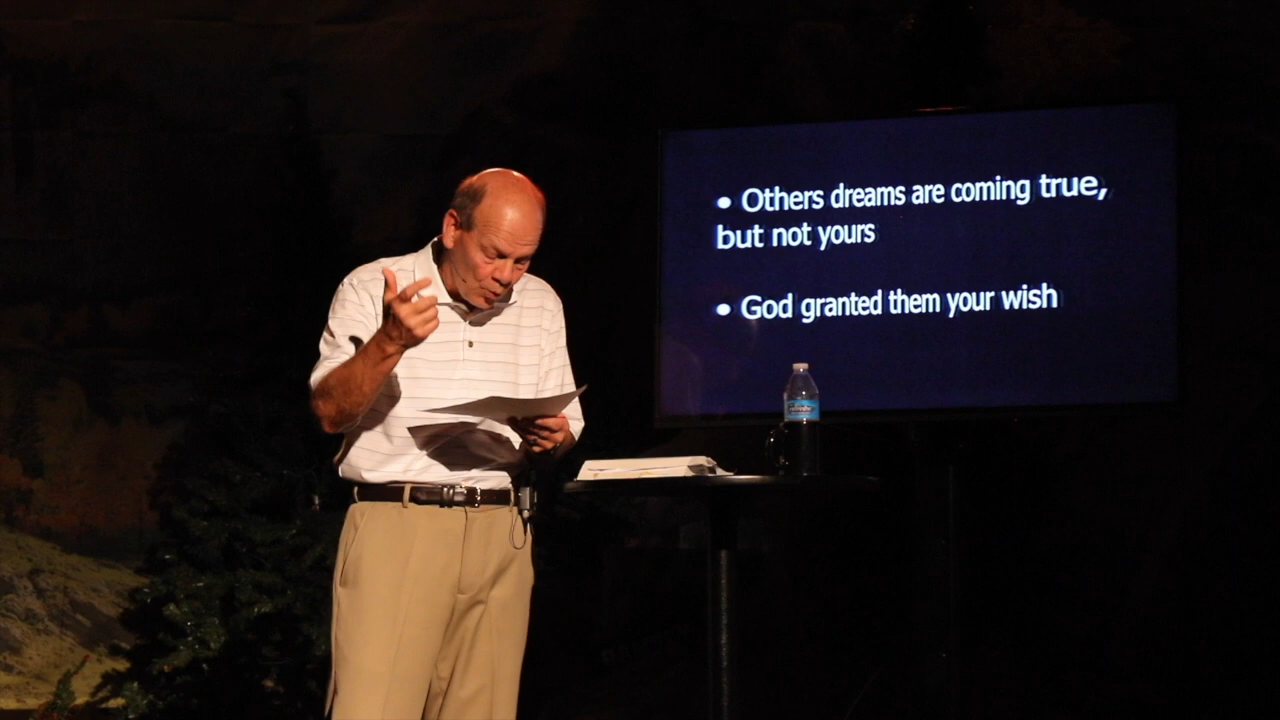 • Others dreams are coming true,
but not yours
• God granted them your wish